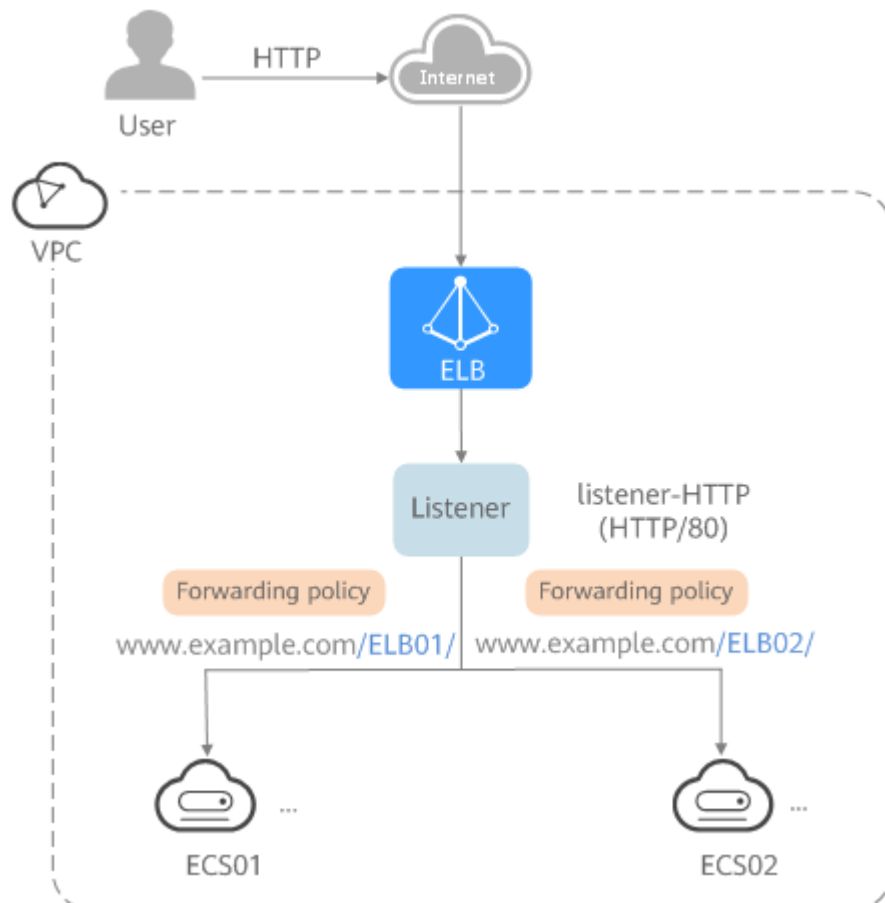 HTTP
Internet
User
VPC
ELB
Listener
listener-HTTP
(HTTP/80)
Forwarding policy
Forwarding policy
www.example.com/ELB01/
www.example.com/ELB02/
...
...
ECS01
ECS02